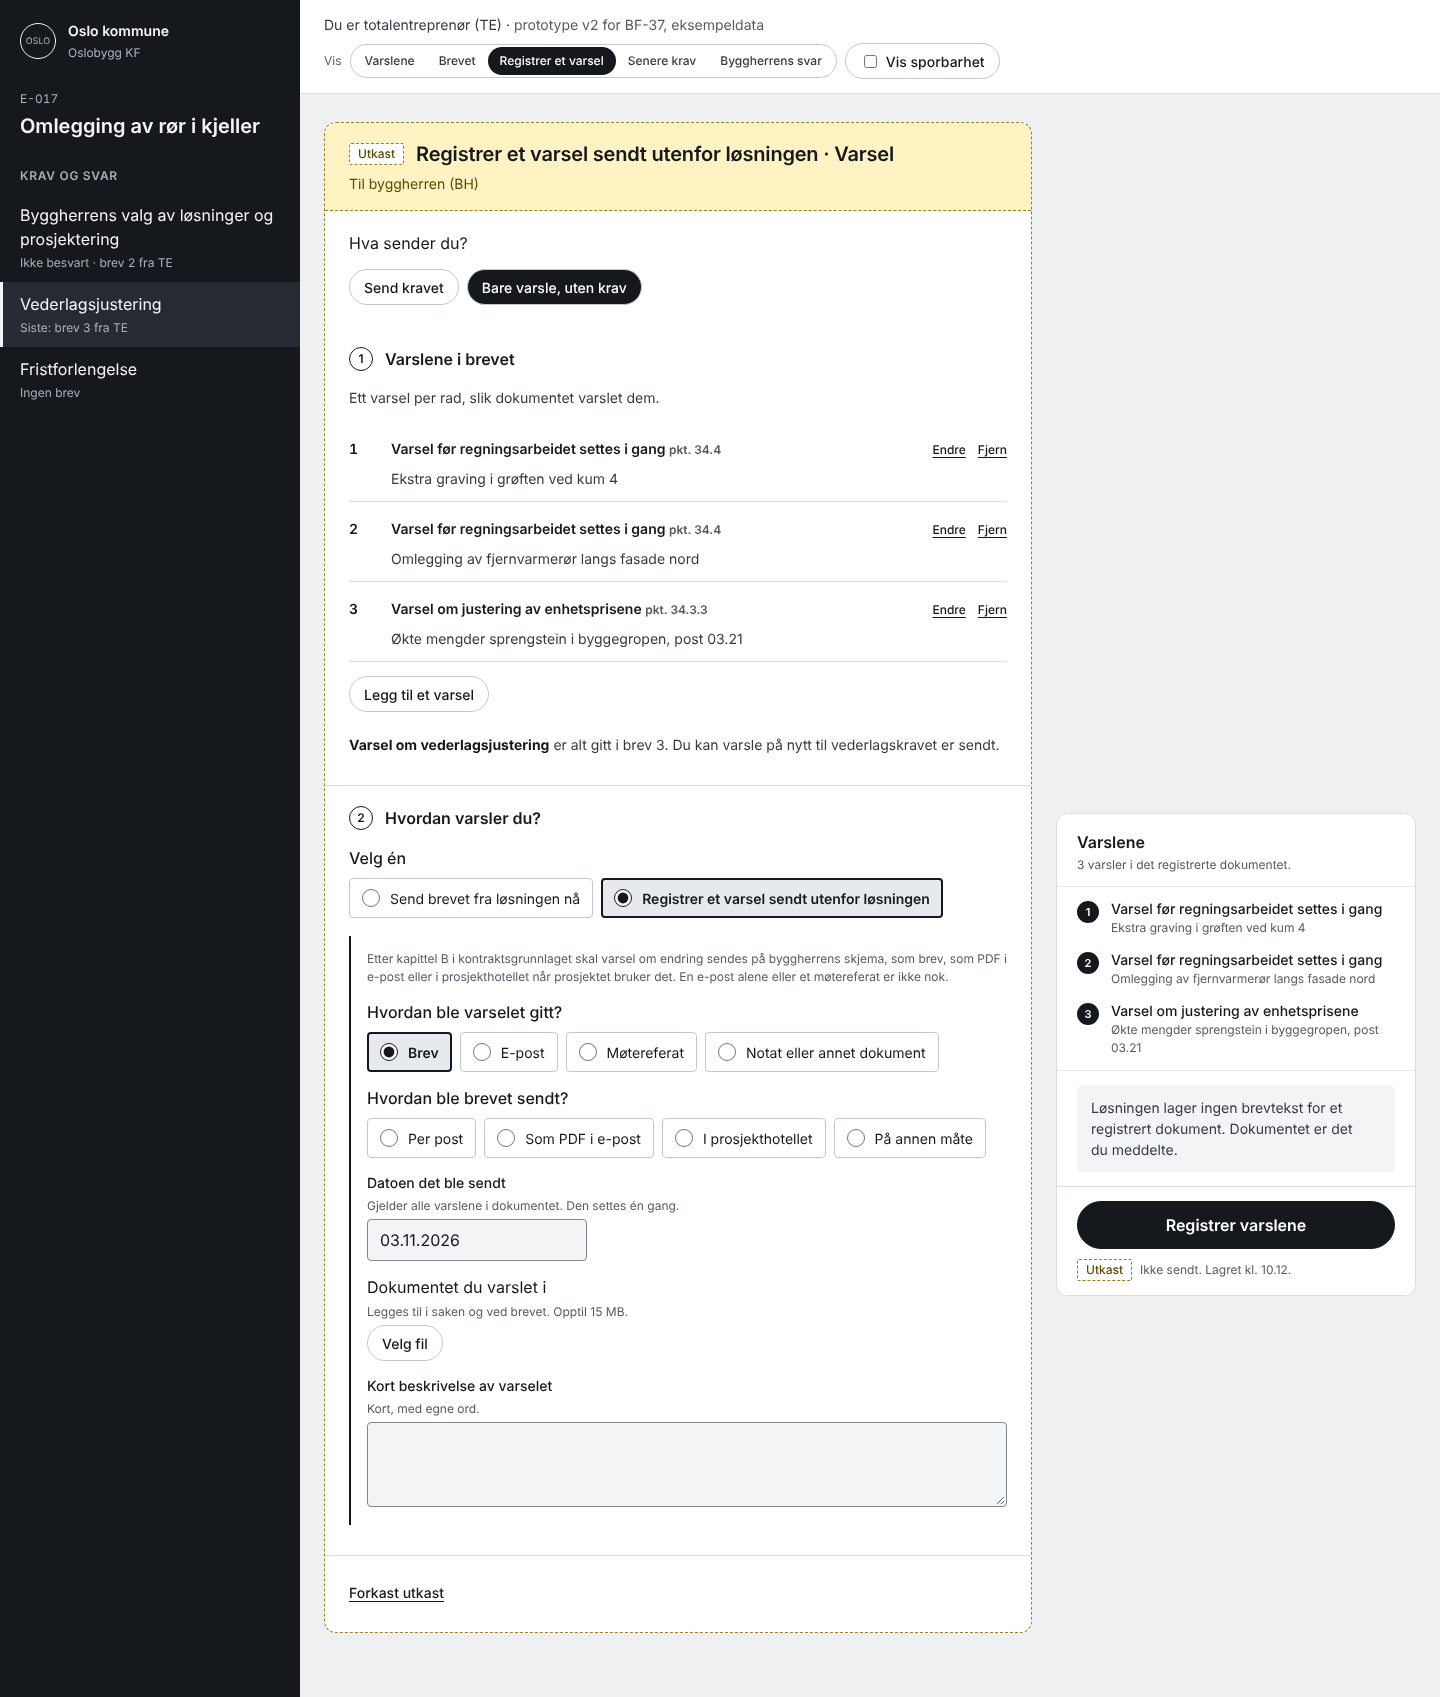 OSLO
Oslo kommune
Oslobygg KF
E-017
Omlegging av rør i kjeller
KRAV OG SVAR
Byggherrens valg av løsninger og
prosjektering
Ikke besvart · brev 2 fra TE
Vederlagsjustering
Siste: brev 3 fra TE
Fristforlengelse
Ingen brev
Du er totalentreprenør (TE) · prototype v2 for BF-37, eksempeldata
Vis Varslene Brevet Registrer et varsel Senere krav Byggherrens svar Vis sporbarhet
Utkast Registrer et varsel sendt utenfor løsningen · Varsel
Til byggherren (BH)
Hva sender du?
Send kravet Bare varsle, uten krav
1 Varslene i brevet
Ett varsel per rad, slik dokumentet varslet dem.
1 Varsel før regningsarbeidet settes i gang pkt. 34.4 Endre Fjern
Ekstra graving i grøften ved kum 4
2 Varsel før regningsarbeidet settes i gang pkt. 34.4 Endre Fjern
Omlegging av fjernvarmerør langs fasade nord
3 Varsel om justering av enhetsprisene pkt. 34.3.3 Endre Fjern
Økte mengder sprengstein i byggegropen, post 03.21
Legg til et varsel
Varsel om vederlagsjustering er alt gitt i brev 3. Du kan varsle på nytt til vederlagskravet er sendt.
2 Hvordan varsler du?
Velg én
Send brevet fra løsningen nå Registrer et varsel sendt utenfor løsningen
Etter kapittel B i kontraktsgrunnlaget skal varsel om endring sendes på byggherrens skjema, som brev, som PDF i
e-post eller i prosjekthotellet når prosjektet bruker det. En e-post alene eller et møtereferat er ikke nok.
Hvordan ble varselet gitt?
Brev E-post Møtereferat Notat eller annet dokument
Hvordan ble brevet sendt?
Per post Som PDF i e-post I prosjekthotellet På annen måte
Datoen det ble sendt
Gjelder alle varslene i dokumentet. Den settes én gang.
03.11.2026
Dokumentet du varslet i
Legges til i saken og ved brevet. Opptil 15 MB.
Velg fil
Kort beskrivelse av varselet
Kort, med egne ord.
Forkast utkast
Varslene
3 varsler i det registrerte dokumentet.
1 Varsel før regningsarbeidet settes i gang
Ekstra graving i grøften ved kum 4
2 Varsel før regningsarbeidet settes i gang
Omlegging av fjernvarmerør langs fasade nord
3 Varsel om justering av enhetsprisene
Økte mengder sprengstein i byggegropen, post
03.21
Løsningen lager ingen brevtekst for et
registrert dokument. Dokumentet er det
du meddelte.
Registrer varslene
Utkast Ikke sendt. Lagret kl. 10.12.